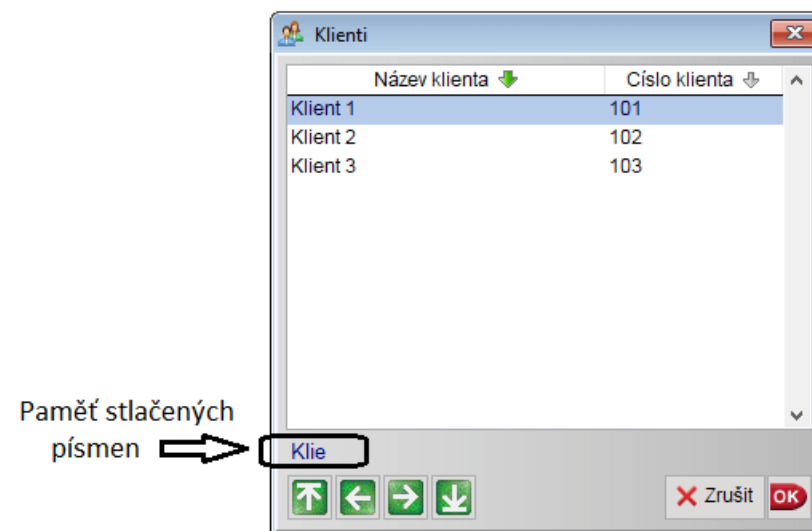 Klienti
Název klienta Číslo klienta
Klient 1 101
Klient 2 102
Klient 3 103
Paměť stlačených
písmen
Klie
Zrušit OK